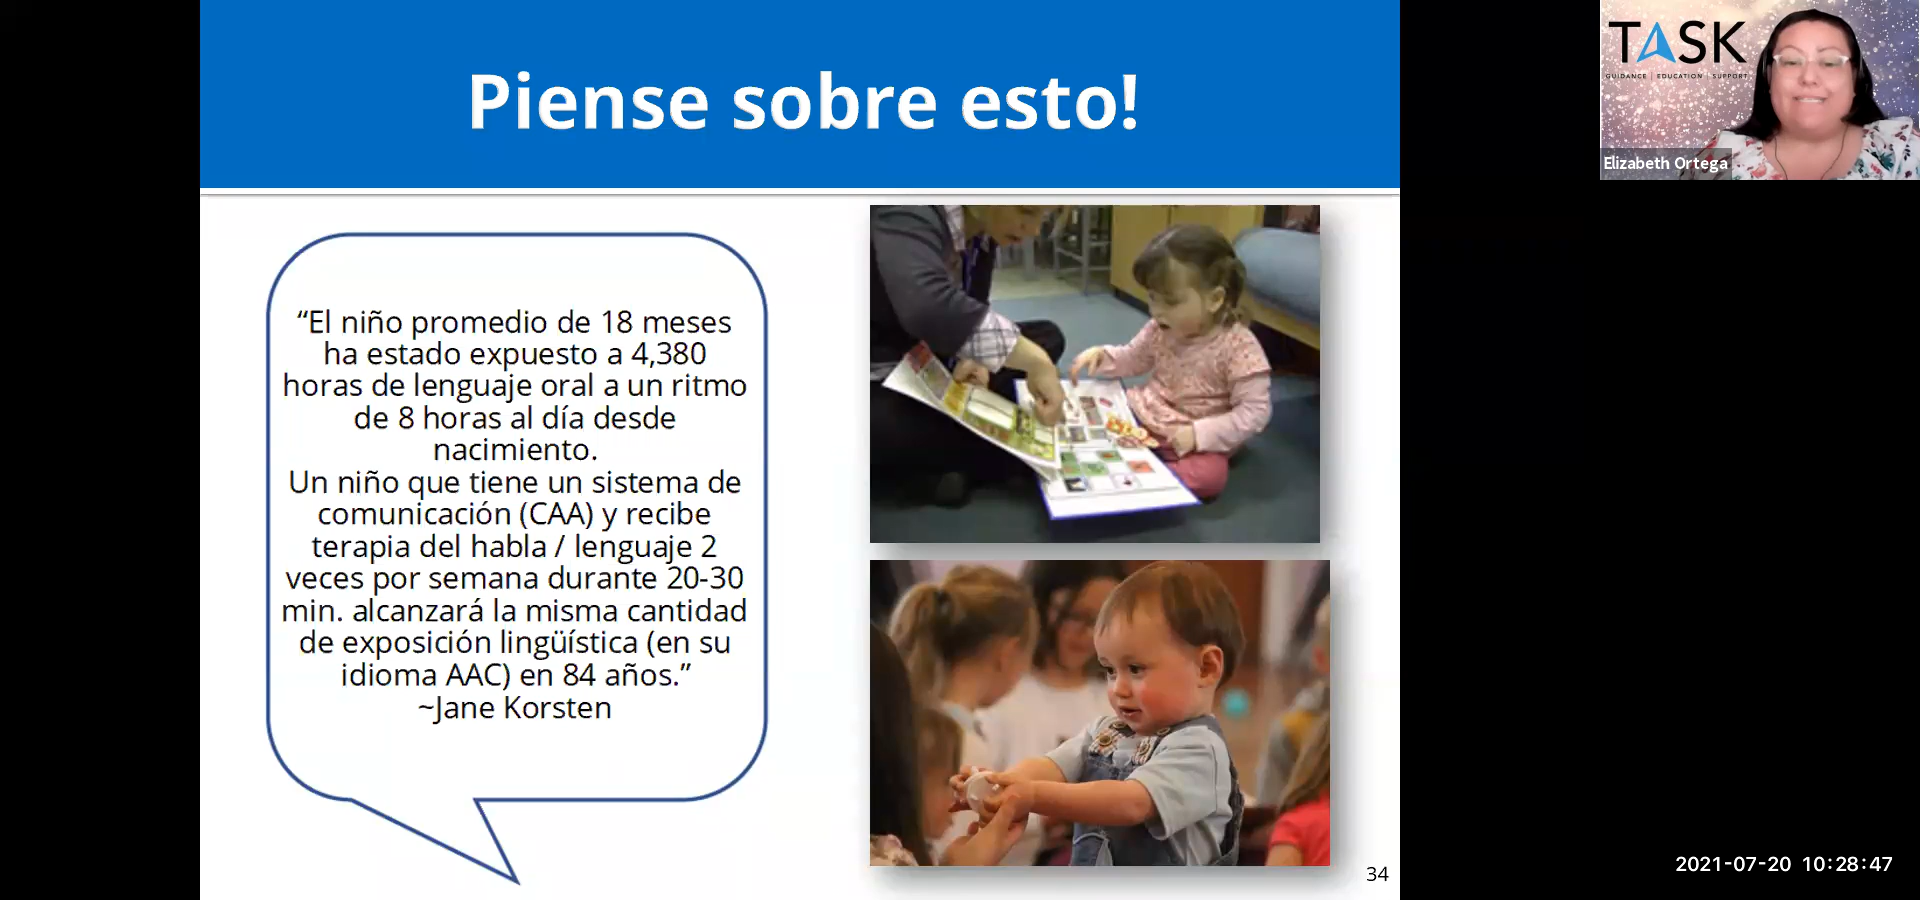 Piense sobre esto!
“El niño promedio de 18 meses
ha estado expuesto a 4,380
horas de lenguaje oral a un ritmo
de 8 horas al día desde
nacimiento.
Un niño que tiene un sistema de
comunicación (CAA) y recibe
terapia del habla / lenguaje 2
veces por semana durante 20-30
min. alcanzará la misma cantidad
de exposición lingüística (en su
idioma AAC) en 84 años.”
~Jane Korsten
34
TASK
GUIDANCE | EDUCATION | SUPPORT
Elizabeth Ortega
2021-07-20 10:28:47